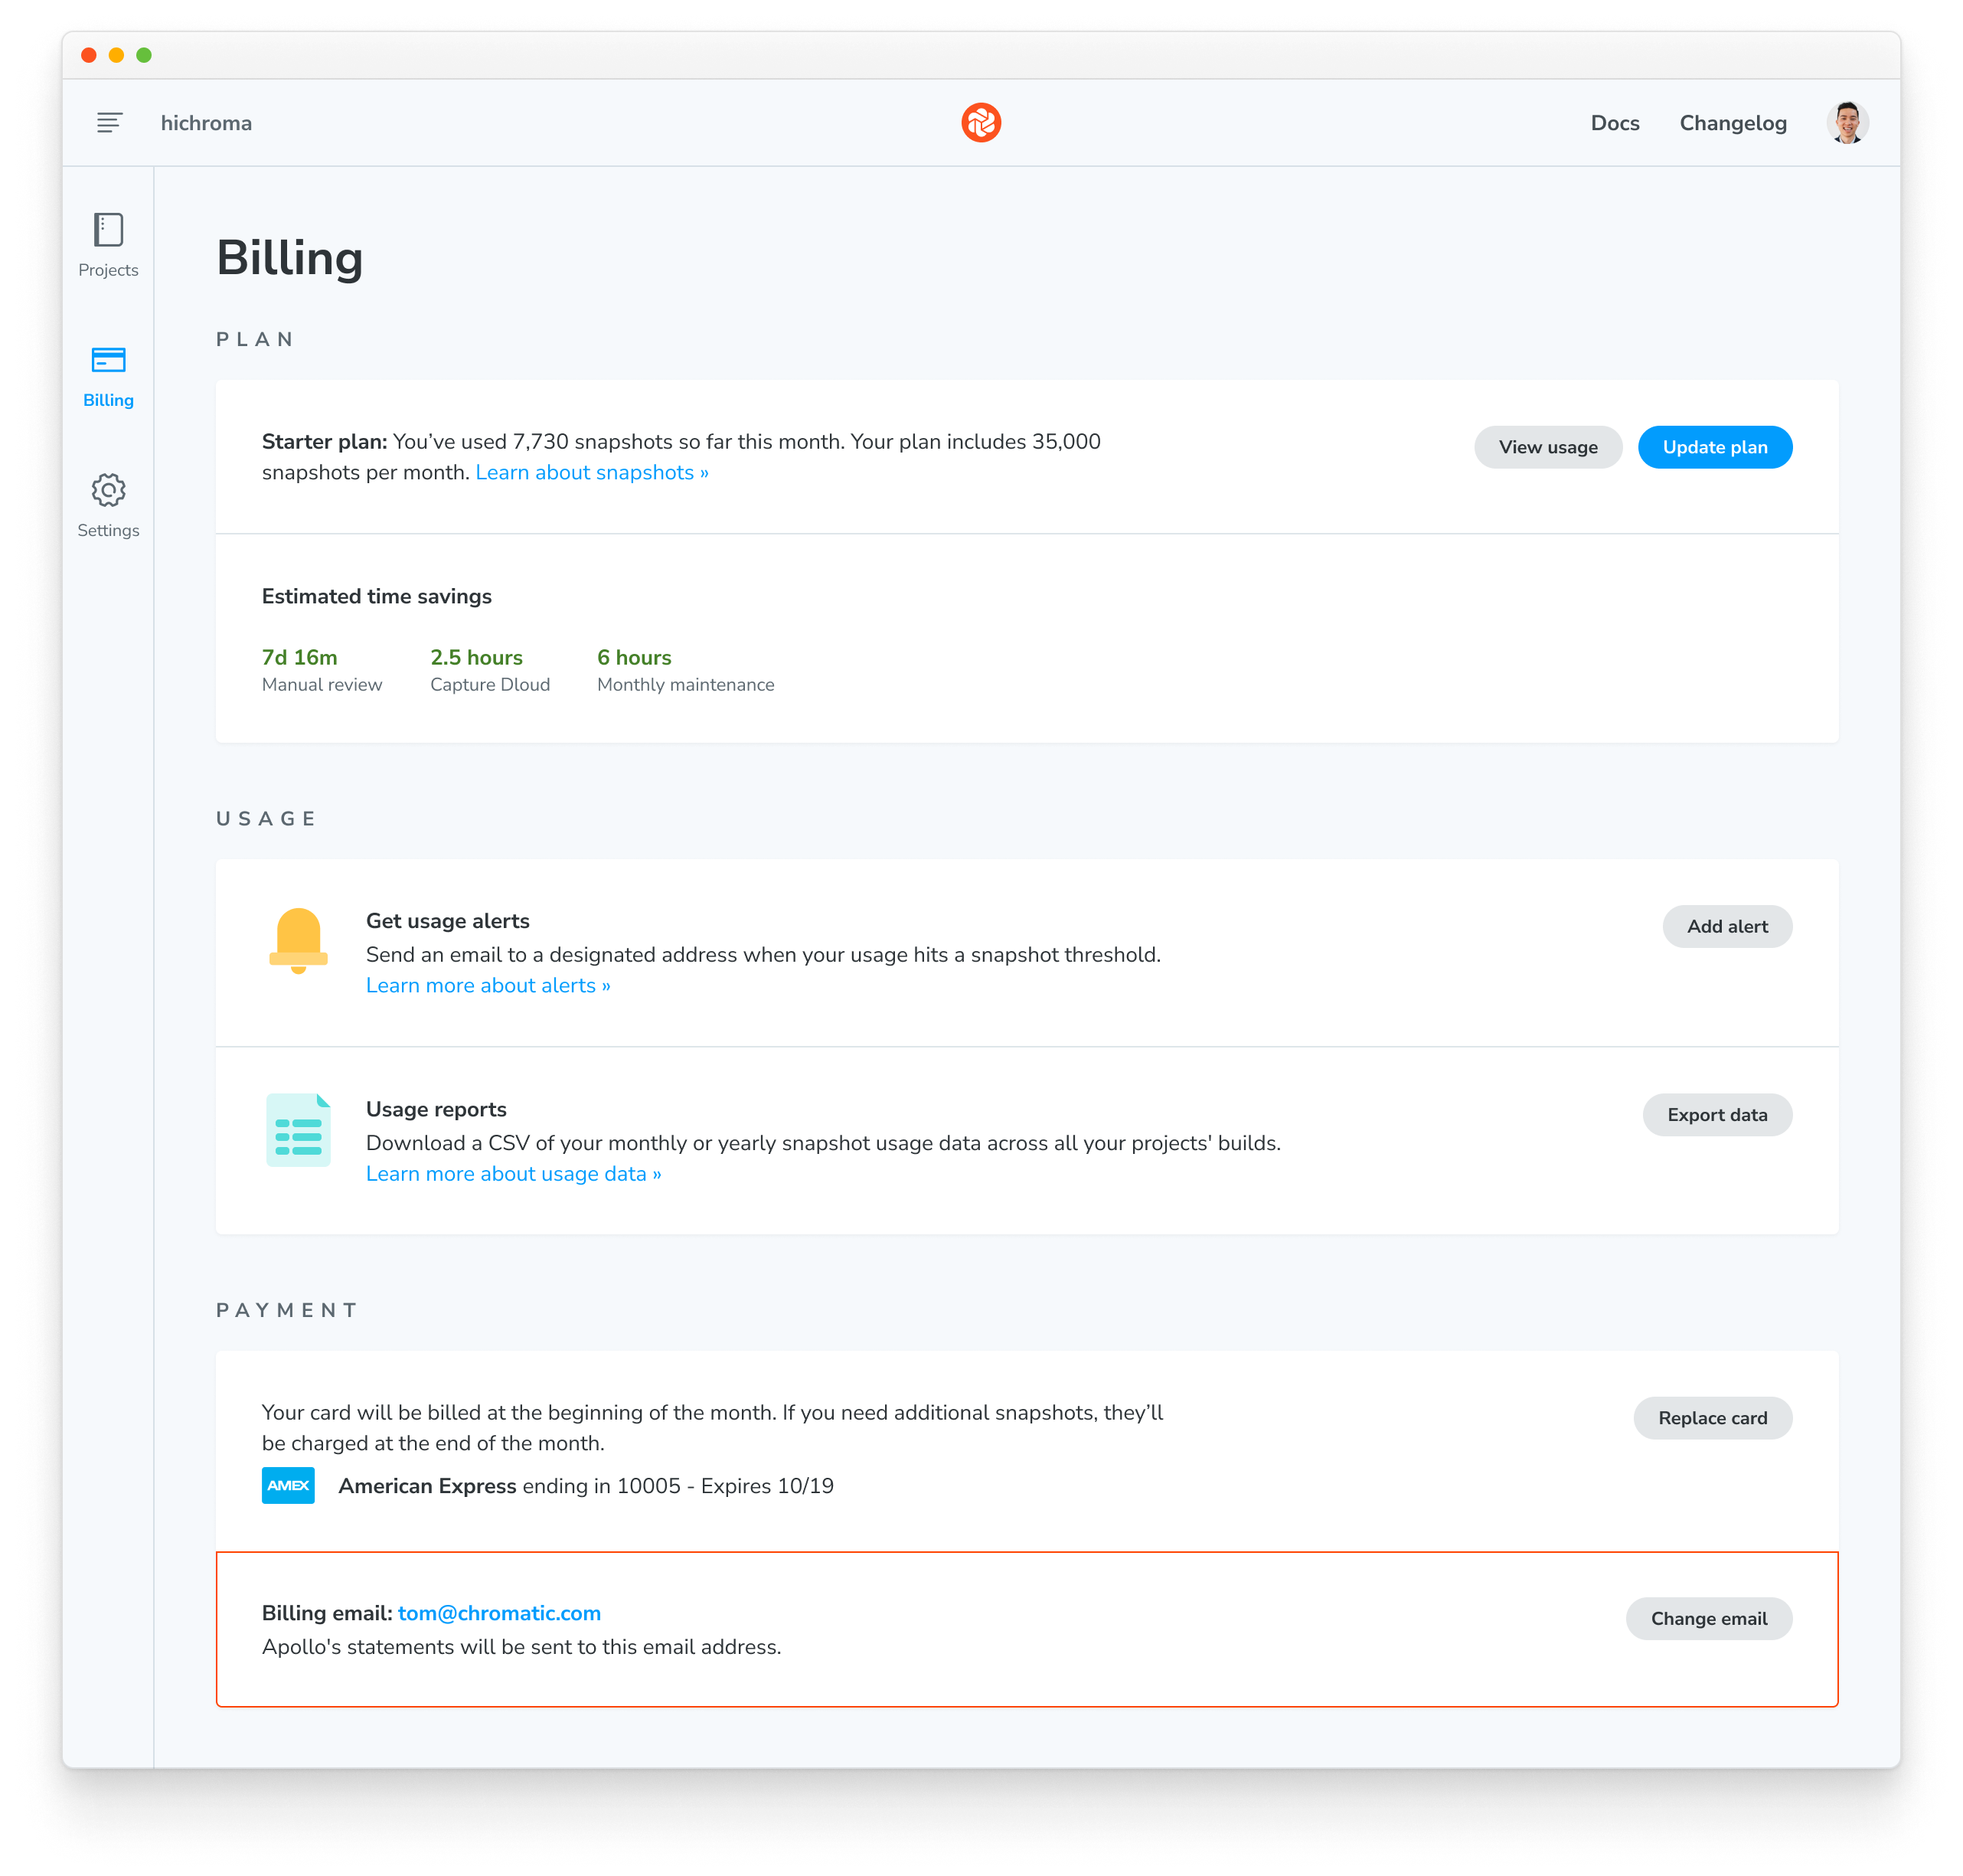 hichroma
Docs
Changelog
Projects
Billing
Settings
Billing
PLAN
Starter plan: You’ve used 7,730 snapshots so far this month. Your plan includes 35,000
snapshots per month. Learn about snapshots »
View usage
Update plan
Estimated time savings
7d 16m
Manual review
2.5 hours
Capture Dloud
6 hours
Monthly maintenance
USAGE
Get usage alerts
Send an email to a designated address when your usage hits a snapshot threshold.
Learn more about alerts »
Add alert
Usage reports
Download a CSV of your monthly or yearly snapshot usage data across all your projects' builds.
Learn more about usage data »
Export data
PAYMENT
Your card will be billed at the beginning of the month. If you need additional snapshots, they’ll
be charged at the end of the month.
Replace card
AMEX
American Express ending in 10005 - Expires 10/19
Billing email: tom@chromatic.com
Apollo's statements will be sent to this email address.
Change email